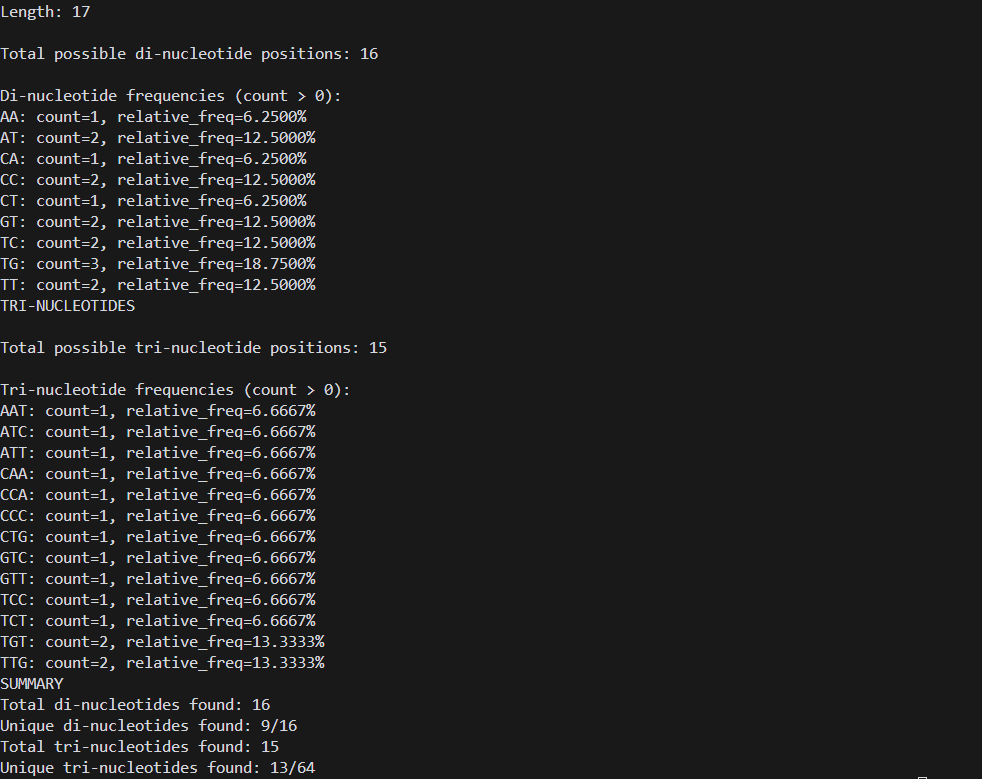 Length: 17
Total possible di-nucleotide positions: 16
Di-nucleotide frequencies (count > 0):
AA: count=1, relative_freq=6.2500%
AT: count=2, relative_freq=12.5000%
CA: count=1, relative_freq=6.2500%
CC: count=2, relative_freq=12.5000%
CT: count=1, relative_freq=6.2500%
GT: count=2, relative_freq=12.5000%
TC: count=2, relative_freq=12.5000%
TG: count=3, relative_freq=18.7500%
TT: count=2, relative_freq=12.5000%
TRI-NUCLEOTIDES
Total possible tri-nucleotide positions: 15
Tri-nucleotide frequencies (count > 0):
AAT: count=1, relative_freq=6.6667%
ATC: count=1, relative_freq=6.6667%
ATT: count=1, relative_freq=6.6667%
CAA: count=1, relative_freq=6.6667%
CCA: count=1, relative_freq=6.6667%
CCC: count=1, relative_freq=6.6667%
CTG: count=1, relative_freq=6.6667%
GTC: count=1, relative_freq=6.6667%
GTT: count=1, relative_freq=6.6667%
TCC: count=1, relative_freq=6.6667%
TCT: count=1, relative_freq=6.6667%
TGT: count=2, relative_freq=13.3333%
TTG: count=2, relative_freq=13.3333%
SUMMARY
Total di-nucleotides found: 16
Unique di-nucleotides found: 9/16
Total tri-nucleotides found: 15
Unique tri-nucleotides found: 13/64